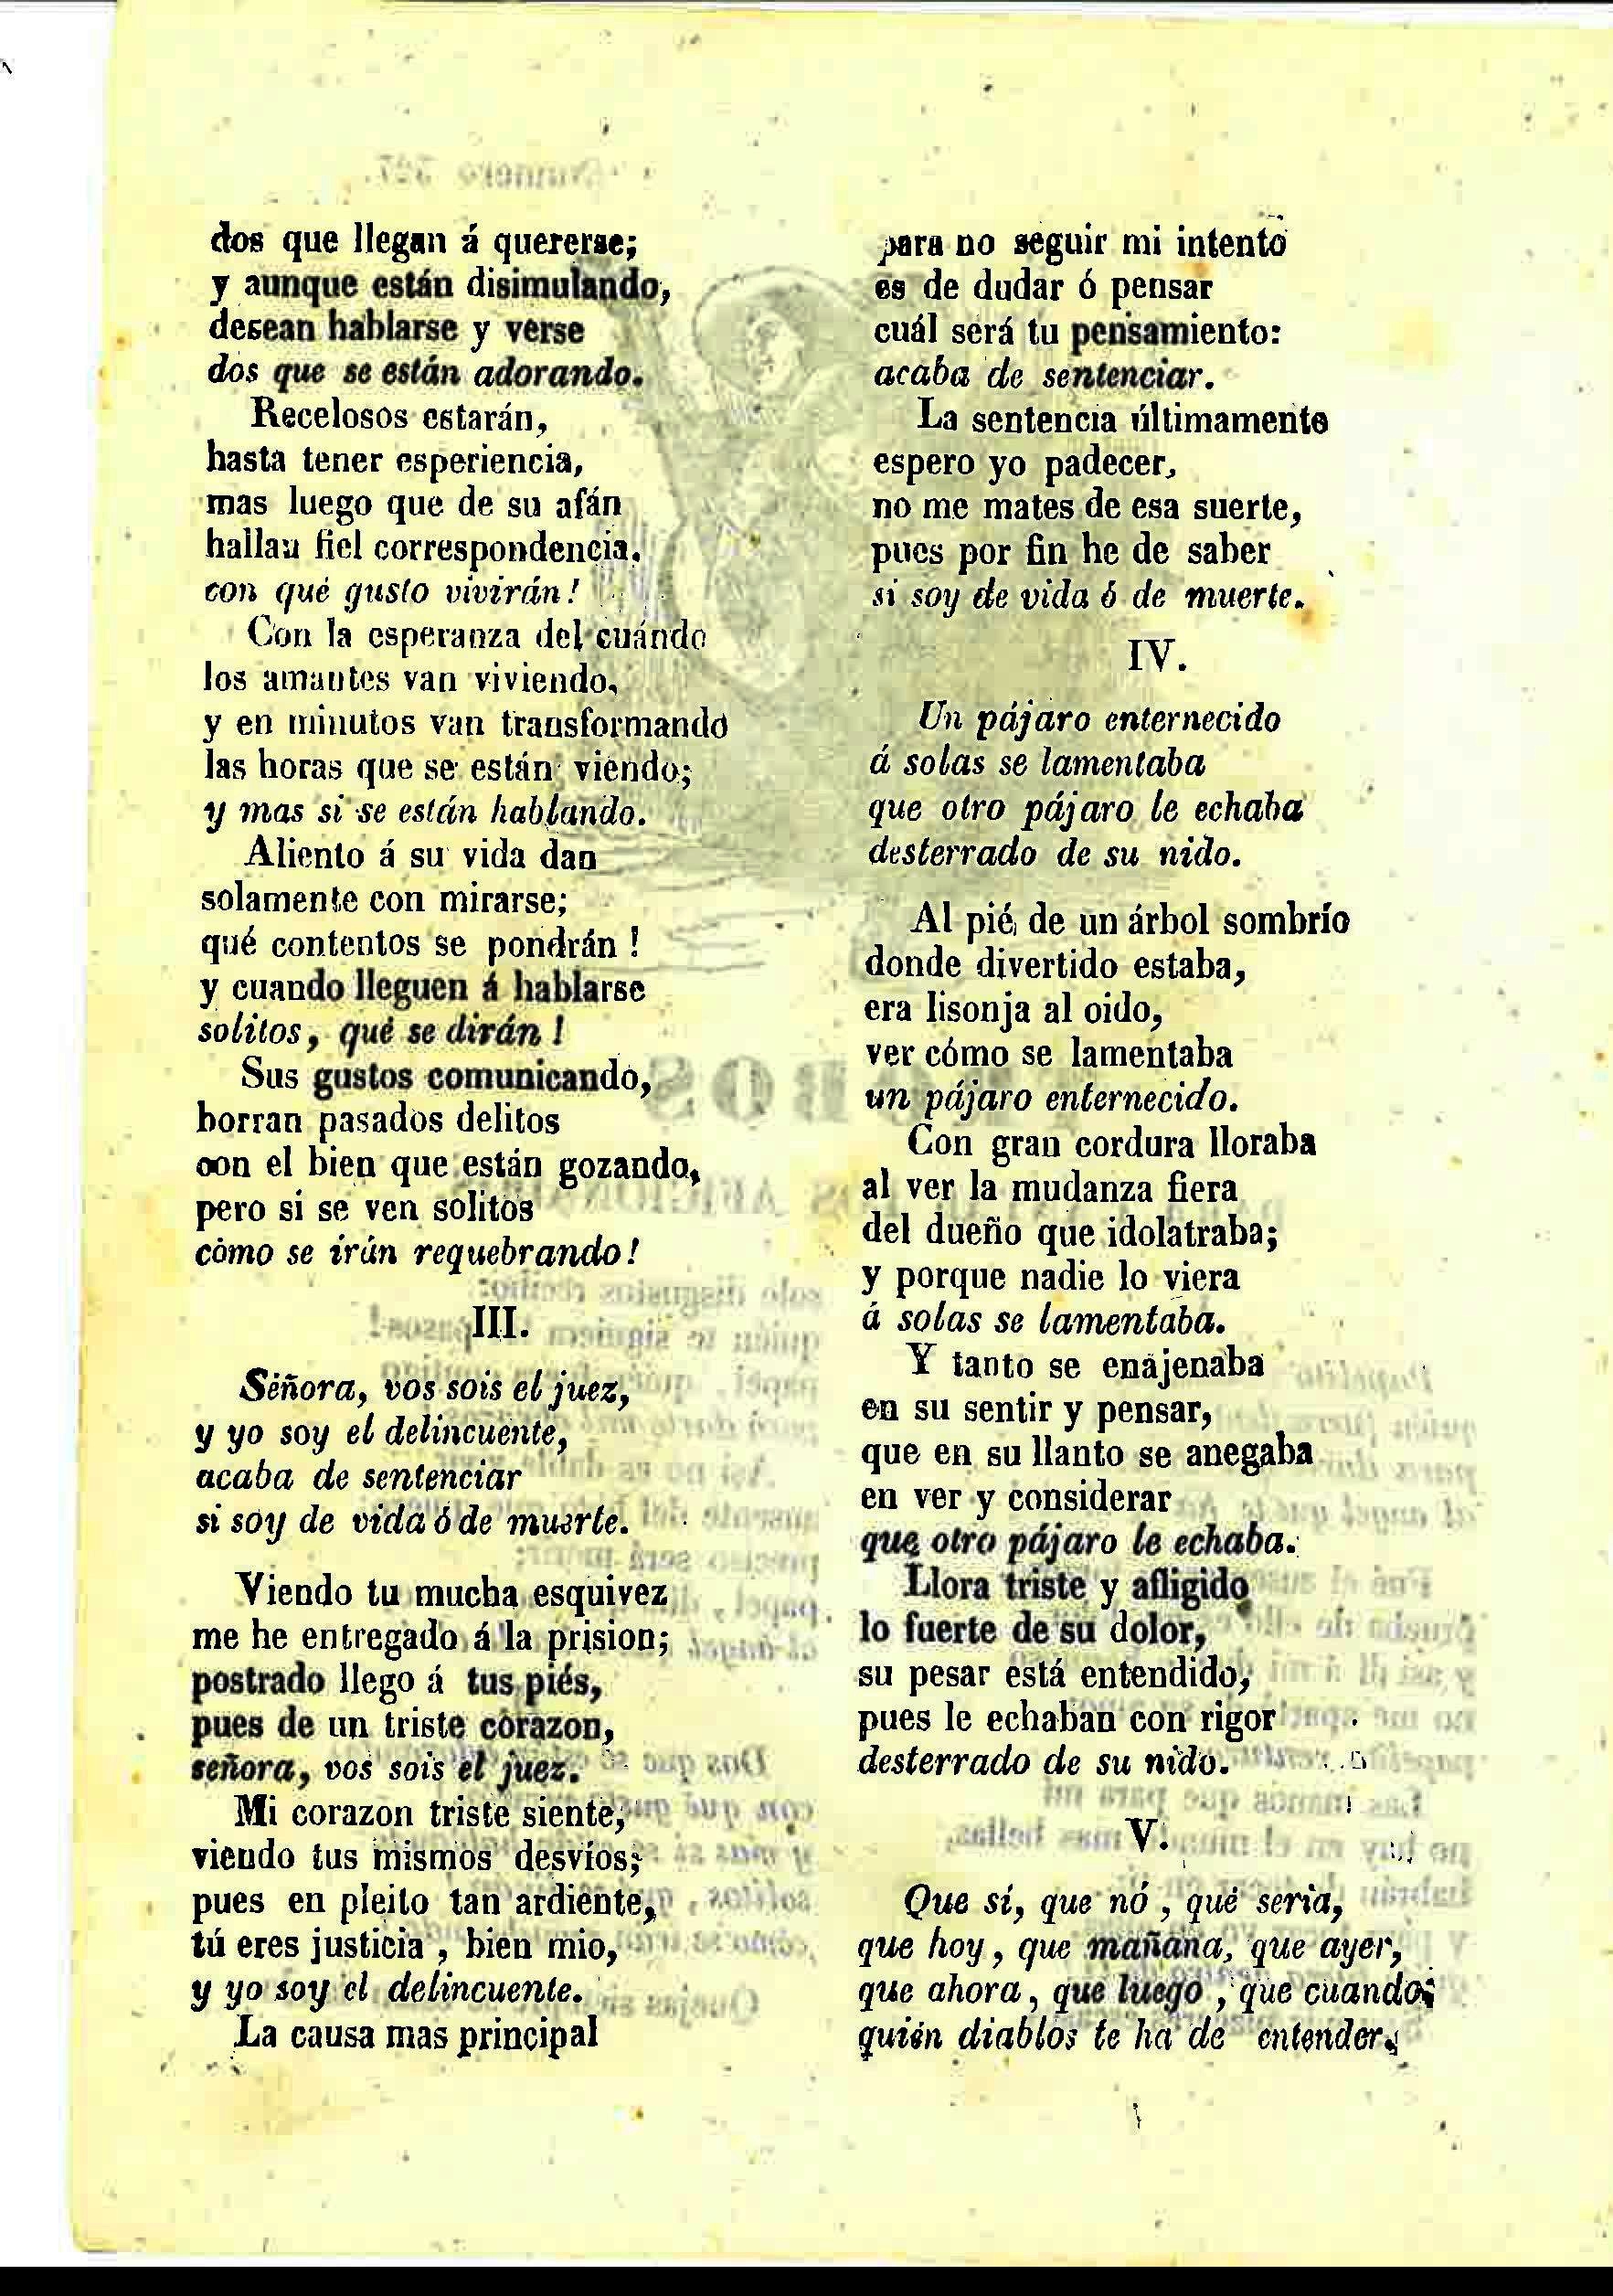 dos que llegan á quererse;
y aunque están disimulando,
desean hablarse y verse
dos que se están adorando.
Recelosos estarán,
hasta tener esperiencia,
mas luego que de su afán
hallan fiel correspondencia,
con qué gusto vivirán!
Con la esperanza del cuándo
los amantes van viviendo,
y en minutos van transformando
las horas que se están viendo;
y mas si se están hablando.
Aliento á su vida dan
solamente con mirarse;
qué contentos se pondrán!
y cuando lleguen á hablarse
solitos, qué se dirán!
Sus gustos comunicando,
borran pasados delitos
con el bien que están gozando,
pero si se ven solitos
cómo se irán requebrando!
III.
Señora, vos sois el juez,
y yo soy el delincuente,
acaba de sentenciar
si soy de vida ó de muerte.
Viendo tu mucha esquivez
me he entregado á la prision;
postrado llego á tus piés,
pues de un triste corazon,
señora, vos sois el juez.
Mi corazon triste siente,
viendo tus mismos desvíos;
pues en pleito tan ardiente,
tú eres justicia, bien mio,
y yo soy el delincuente.
La causa mas principal
para no seguir mi intento
es de dudar ó pensar
cuál será tu pensamiento:
acaba de sentenciar.
La sentencia últimamente
espero yo padecer,
no me mates de esa suerte,
pues por fin he de saber
si soy de vida ó de muerte.
IV.
Un pájaro enternecido
á solas se lamentaba
que otro pájaro le echaba
desterrado de su nido.
Al pié de un árbol sombrío
donde divertido estaba,
era lisonja al oido,
ver cómo se lamentaba
un pájaro enternecido.
Con gran cordura lloraba
al ver la mudanza fiera
del dueño que idolatraba;
y porque nadie lo viera
á solas se lamentaba.
Y tanto se enajenaba
en su sentir y pensar,
que en su llanto se anegaba
en ver y considerar
que otro pájaro le echaba.
Llora triste y afligido
lo fuerte de su dolor,
su pesar está entendido,
pues le echaban con rigor
desterrado de su nido.
V.
Que sí, que nó, qué seria,
que hoy, que mañana, que ayer,
que ahora, que luego, que cuando;
quién diablos te ha de entender.